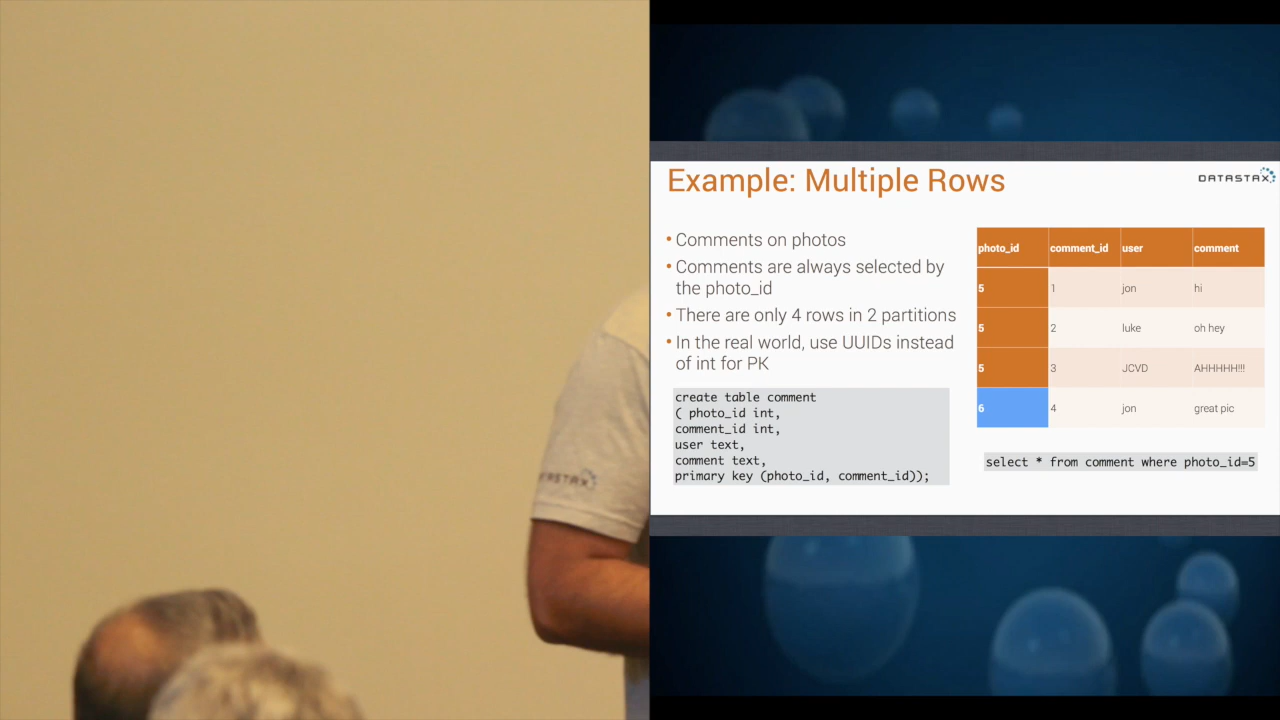 Example: Multiple Rows
DATASTAX
• Comments on photos
• Comments are always selected by
the photo_id
• There are only 4 rows in 2 partitions
• In the real world, use UUIDs instead
of int for PK
create table comment
( photo_id int,
comment_id int,
user text,
comment text,
primary key (photo_id, comment_id));
photo_id comment_id user comment
5 1 jon hi
5 2 luke oh hey
5 3 JCVD AHHHHH!!!
6 4 jon great pic
select * from comment where photo_id=5